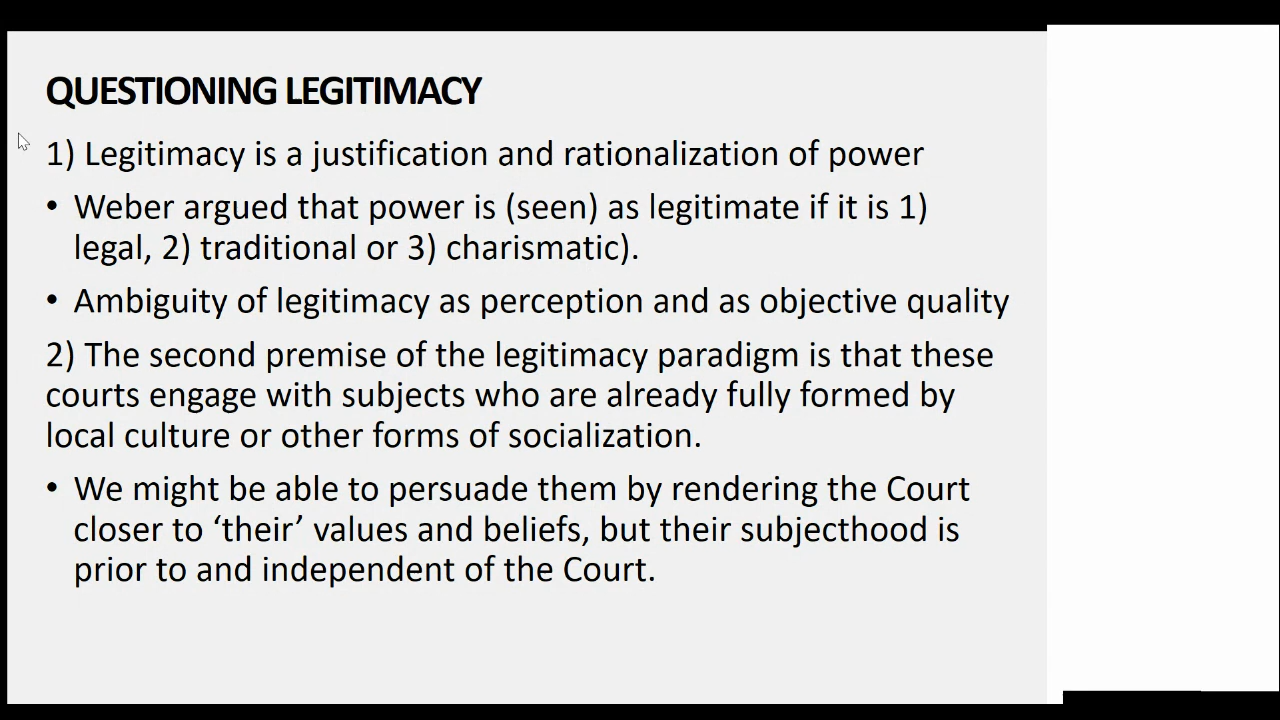 QUESTIONING LEGITIMACY
1) Legitimacy is a justification and rationalization of power
• Weber argued that power is (seen) as legitimate if it is 1)
legal, 2) traditional or 3) charismatic).
• Ambiguity of legitimacy as perception and as objective quality
2) The second premise of the legitimacy paradigm is that these
courts engage with subjects who are already fully formed by
local culture or other forms of socialization.
• We might be able to persuade them by rendering the Court
closer to ‘their’ values and beliefs, but their subjecthood is
prior to and independent of the Court.